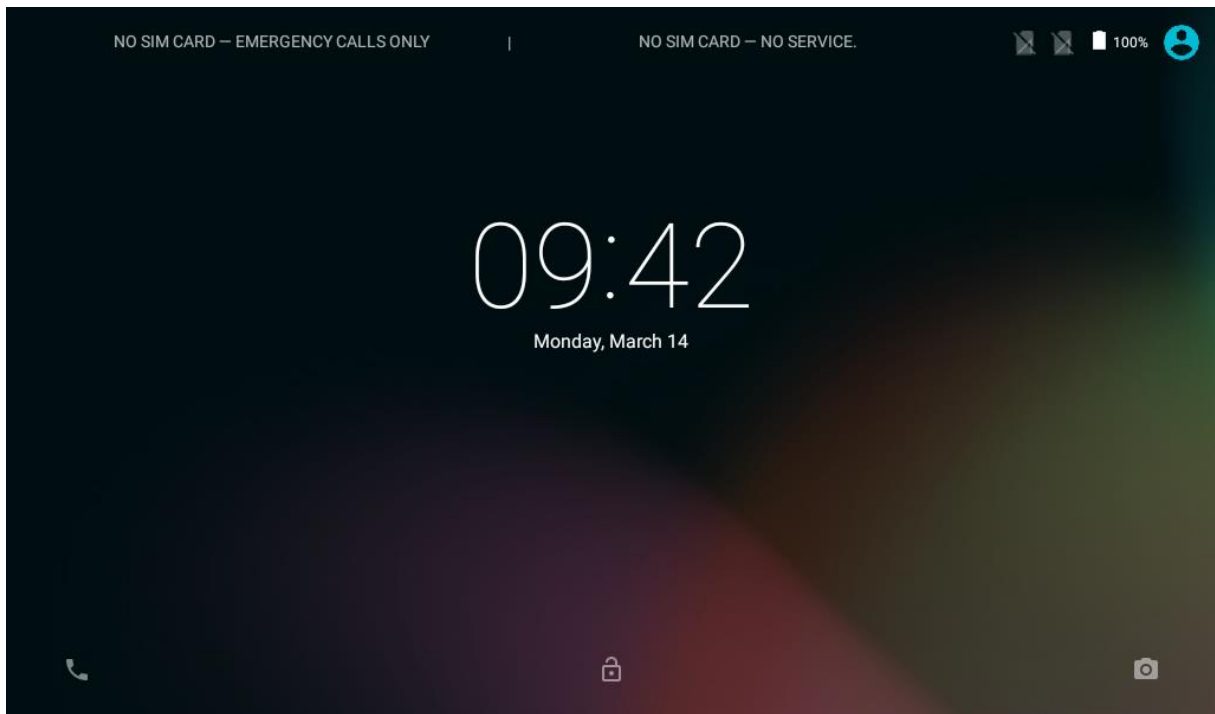 NO SIM CARD — EMERGENCY CALLS ONLY | NO SIM CARD — NO SERVICE. 100%
09:42
Monday, March 14